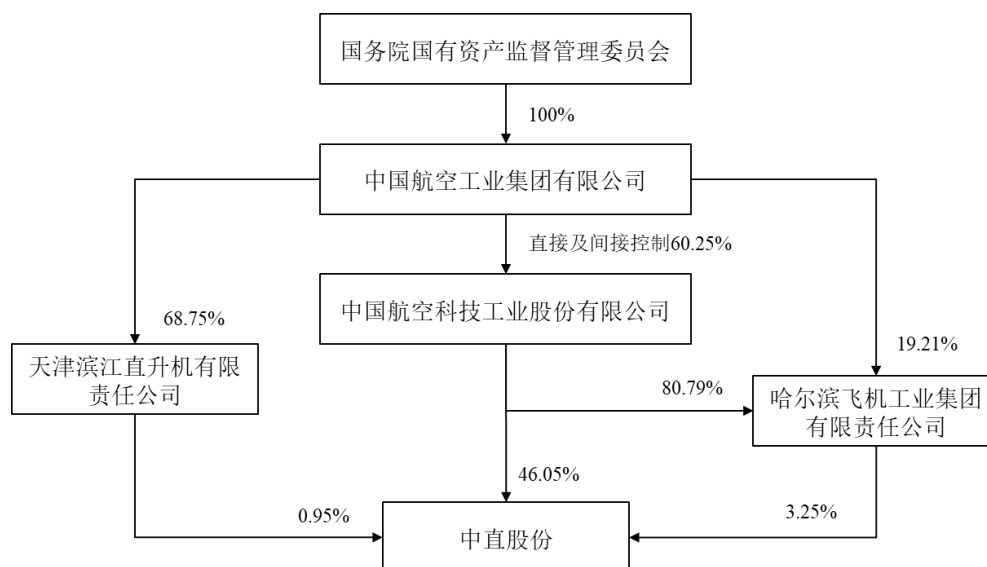 国务院国有资产监督管理委员会
100%
中国航空工业集团有限公司
直接及间接控制60.25%
中国航空科技工业股份有限公司
68.75%
19.21%
天津滨江直升机有限
责任公司
80.79%
哈尔滨飞机工业集团
有限责任公司
46.05%
0.95%
3.25%
中直股份